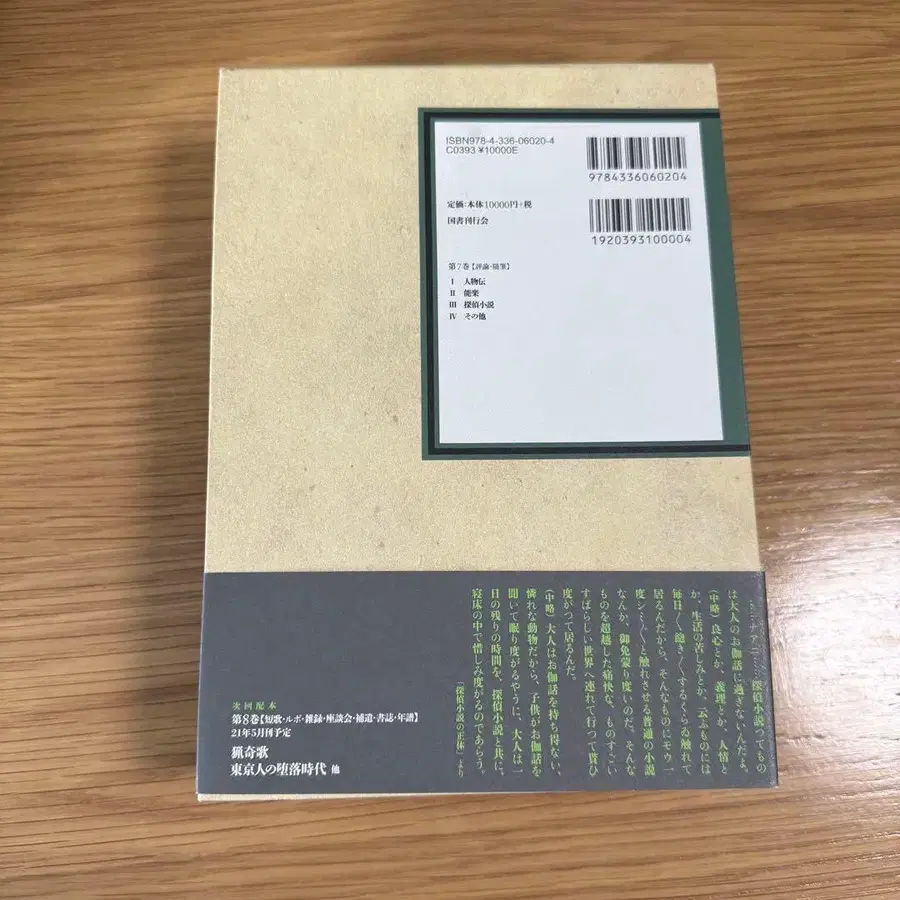 ISBN978-4-336-06020-4
C0393 ¥10000E
9784336060204
定価:本体10000円+税
国書刊行会
1920393100004
第7巻【評論・随筆】
I 人物伝
II 能楽
III 探偵小説
IV その他
ナアニ……探偵小説つてもの
は大人のお伽話に過ぎないんだよ。
(中略)良心とか、義理とか、人情と
か、生活の苦しみとか、云ふものには
毎日〳〵飽き〳〵するくらゐ触れて
居るんだから、そんなものにモウ一
度シミ〴〵と触れさせる普通の小説
なんか、御免蒙り度いのだ。そんな
ものを超越した痛快な、ものすごい
すばらしい世界へ連れて行つて貰ひ
度がつて居るんだ。
(中略)大人はお伽話を持ち得ない、
憐れな動物だから、子供がお伽話を
聞いて眠り度がるやうに、大人は一
日の残りの時間を、探偵小説と共に、
寝床の中で惜しみ度がるのであらう。
「探偵小説の正体」より
次回配本
第8巻【短歌・ルポ・雑録・座談会・補遺・書誌・年譜】
21年5月刊予定
猟奇歌
東京人の堕落時代 他